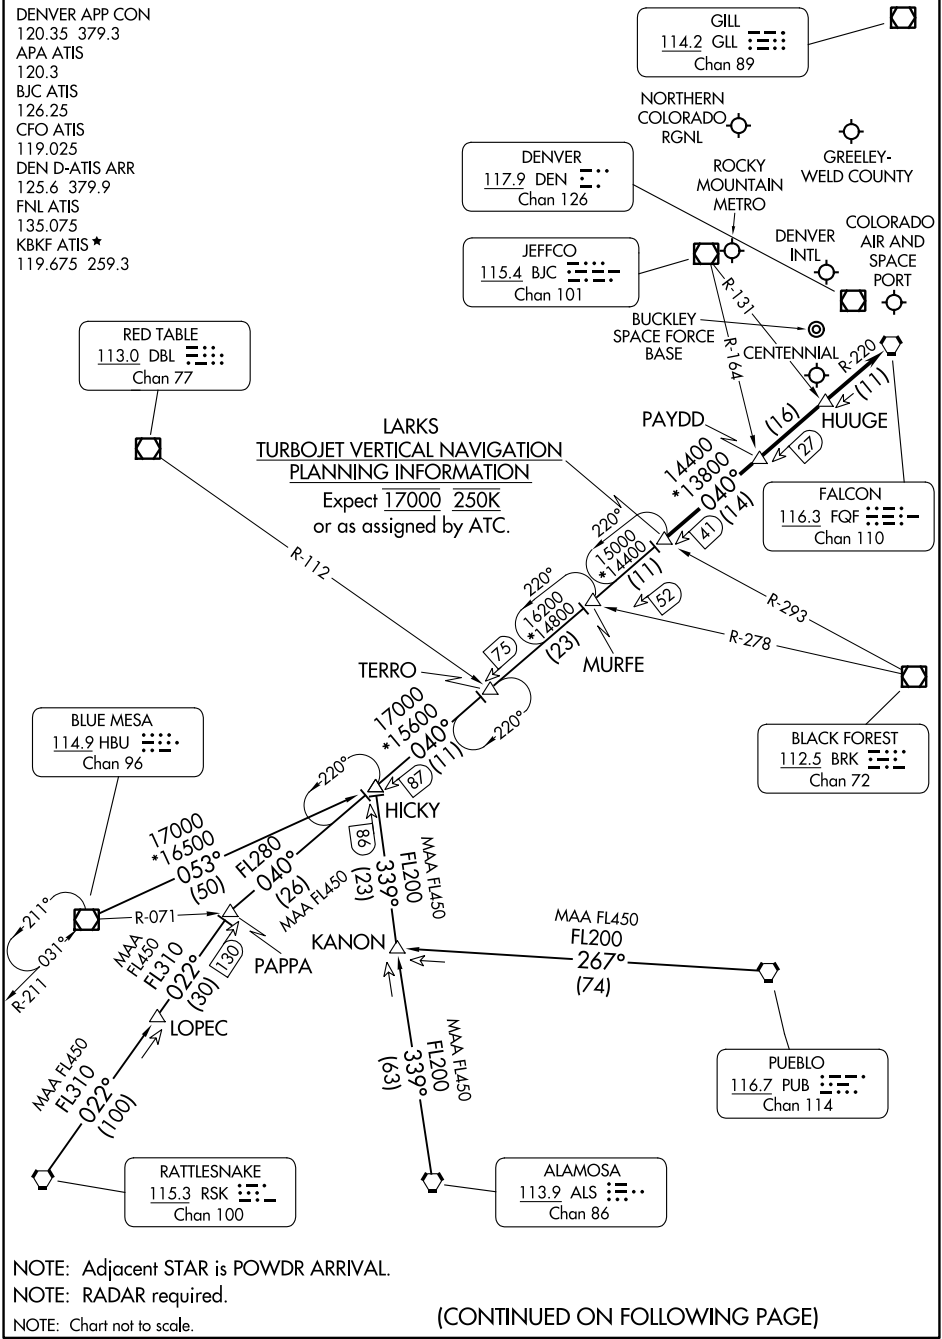 DENVER APP CON
120.35 379.3
APA ATIS
120.3
BJC ATIS
126.25
CFO ATIS
119.025
DEN D-ATIS ARR
125.6 379.9
FNL ATIS
135.075
KBKF ATIS ★
119.675 259.3
GILL
114.2 GLL
Chan 89
NORTHERN
COLORADO
RGNL
GREELEY-
WELD COUNTY
DENVER
117.9 DEN
Chan 126
ROCKY
MOUNTAIN
METRO
DENVER
INTL
COLORADO
AIR AND
SPACE
PORT
JEFFCO
115.4 BJC
Chan 101
R-131
R-164
BUCKLEY
SPACE FORCE
BASE
CENTENNIAL
R-220
(11)
RED TABLE
113.0 DBL
Chan 77
LARKS
TURBOJET VERTICAL NAVIGATION
PLANNING INFORMATION
Expect 17000 250K
or as assigned by ATC.
PAYDD
(16)
HUUGE
27
14400
*13800
040°
(14)
FALCON
116.3 FQF
Chan 110
41
220°
15000
*14400
(11)
52
R-112
220°
16200
*14800
(23)
MURFE
R-293
R-278
75
TERRO
220°
17000
*15600
040°
(11)
87
BLACK FOREST
112.5 BRK
Chan 72
BLUE MESA
114.9 HBU
Chan 96
220°
HICKY
86
17000
*16500
053°
(50)
FL280
040°
(26)
MAA FL450
MAA FL450
FL200
339°
(23)
211°
031°
R-211
R-071
PAPPA
130
MAA
FL450
FL310
022°
(30)
LOPEC
KANON
MAA FL450
FL200
267°
(74)
MAA FL450
FL310
022°
(100)
MAA FL450
FL200
339°
(63)
PUEBLO
116.7 PUB
Chan 114
RATTLESNAKE
115.3 RSK
Chan 100
ALAMOSA
113.9 ALS
Chan 86
NOTE: Adjacent STAR is POWDR ARRIVAL.
NOTE: RADAR required.
NOTE: Chart not to scale.
(CONTINUED ON FOLLOWING PAGE)